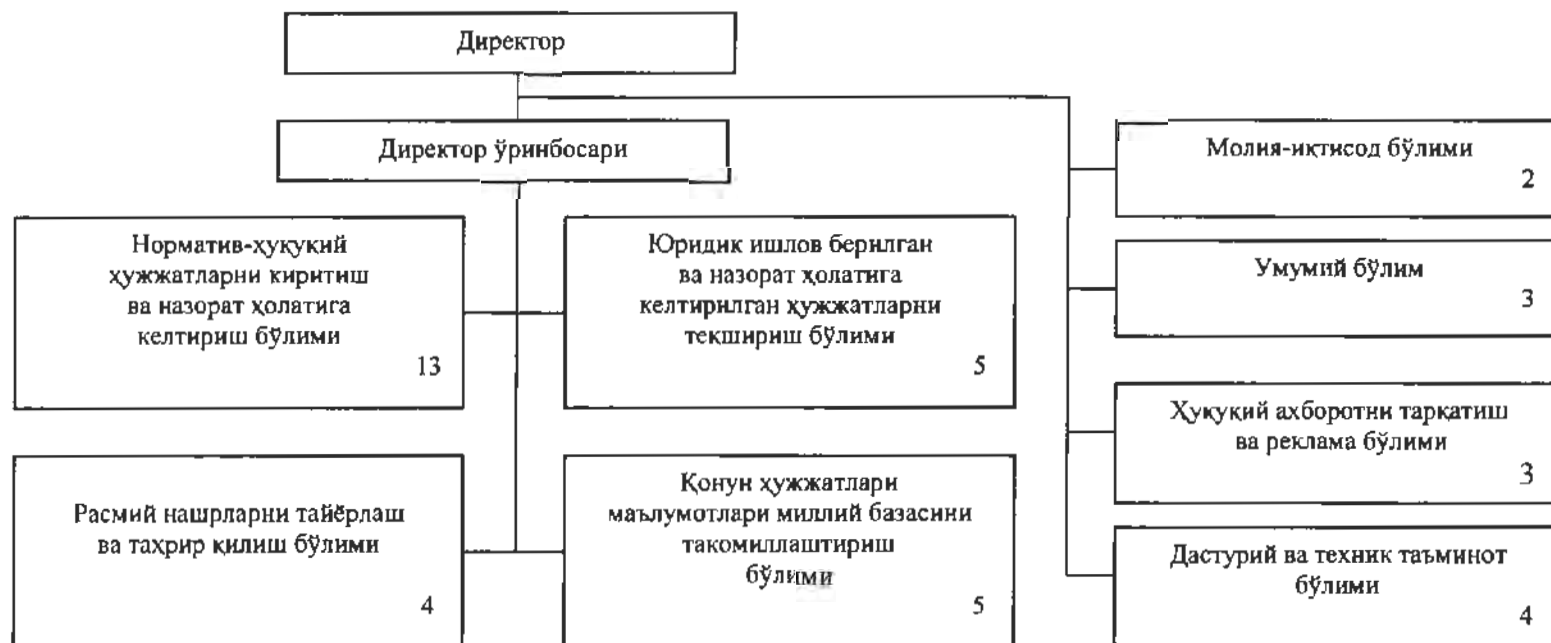 Директор
Директор ўринбосари
Молия-иқтисод бўлими
2
Норматив-ҳуқуқий
ҳужжатларни киритиш
ва назорат ҳолатига
келтириш бўлими
13
Юридик ишлов берилган
ва назорат ҳолатига
келтирилган ҳужжатларни
текшириш бўлими
5
Умумий бўлим
3
Ҳуқуқий ахборотни тарқатиш
ва реклама бўлими
3
Расмий нашрларни тайёрлаш
ва таҳрир қилиш бўлими
4
Қонун ҳужжатлари
маълумотлари миллий базасини
такомиллаштириш
бўлими
5
Дастурий ва техник таъминот
бўлими
4